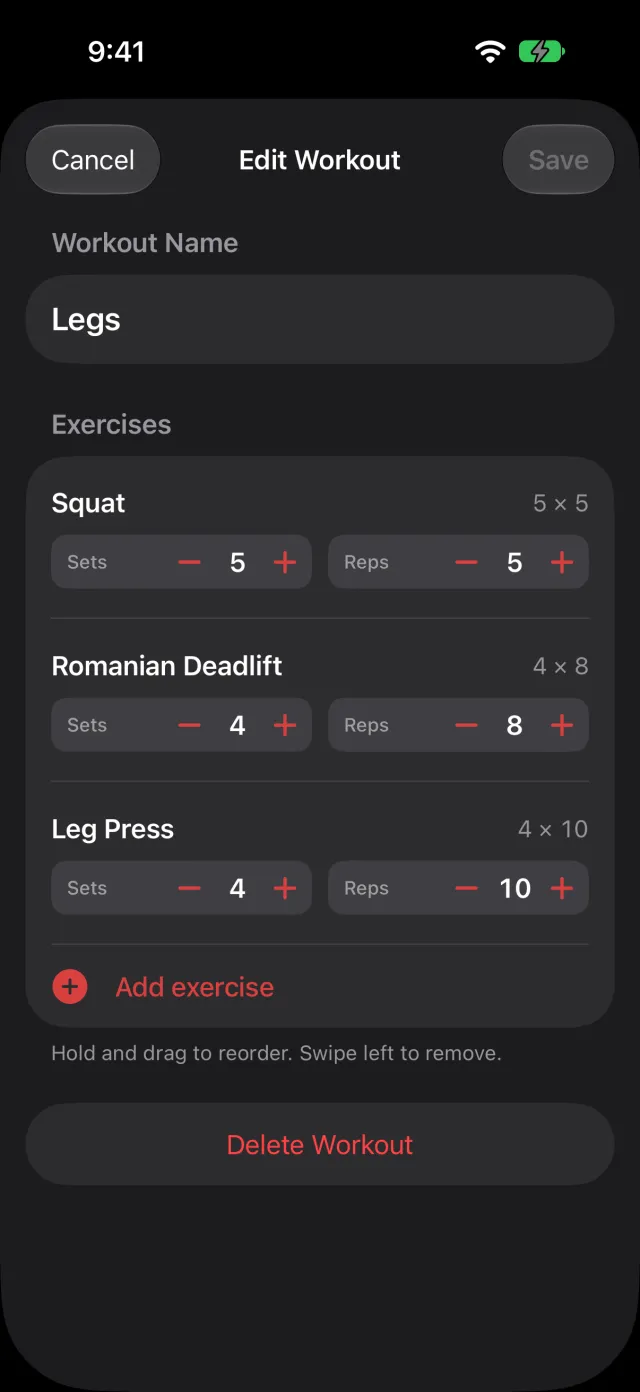 9:41
Cancel Edit Workout Save
Workout Name
Legs
Exercises
Squat 5 × 5
Sets − 5 + Reps − 5 +
Romanian Deadlift 4 × 8
Sets − 4 + Reps − 8 +
Leg Press 4 × 10
Sets − 4 + Reps − 10 +
+ Add exercise
Hold and drag to reorder. Swipe left to remove.
Delete Workout